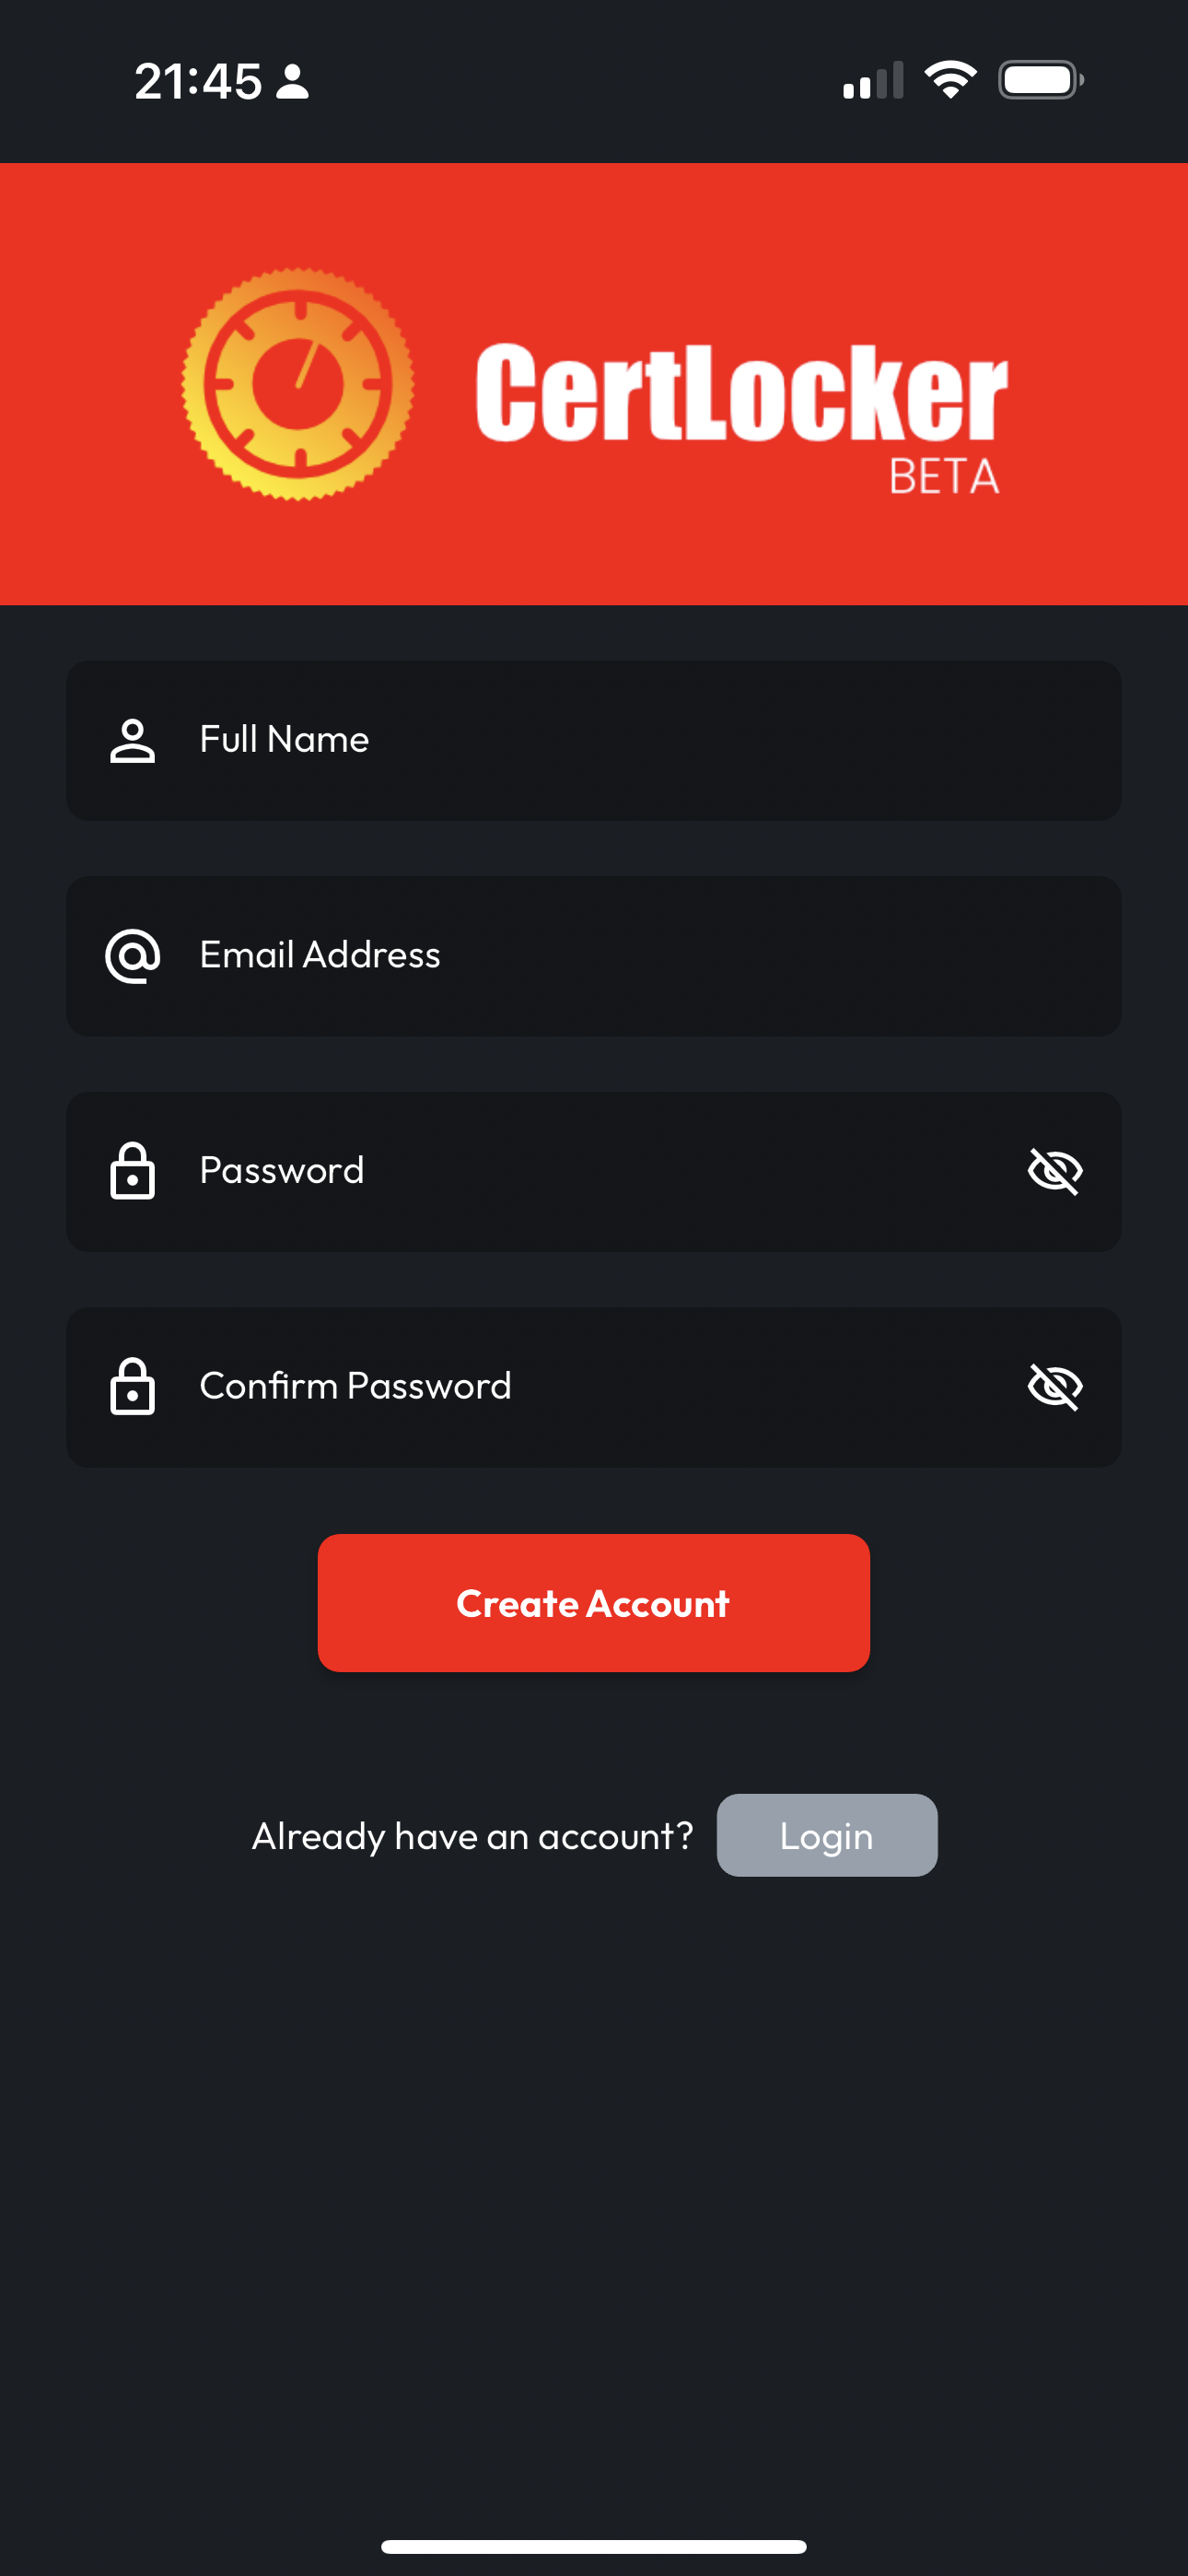 21:45
CertLocker
BETA
Full Name
Email Address
Password
Confirm Password
Create Account
Already have an account? Login